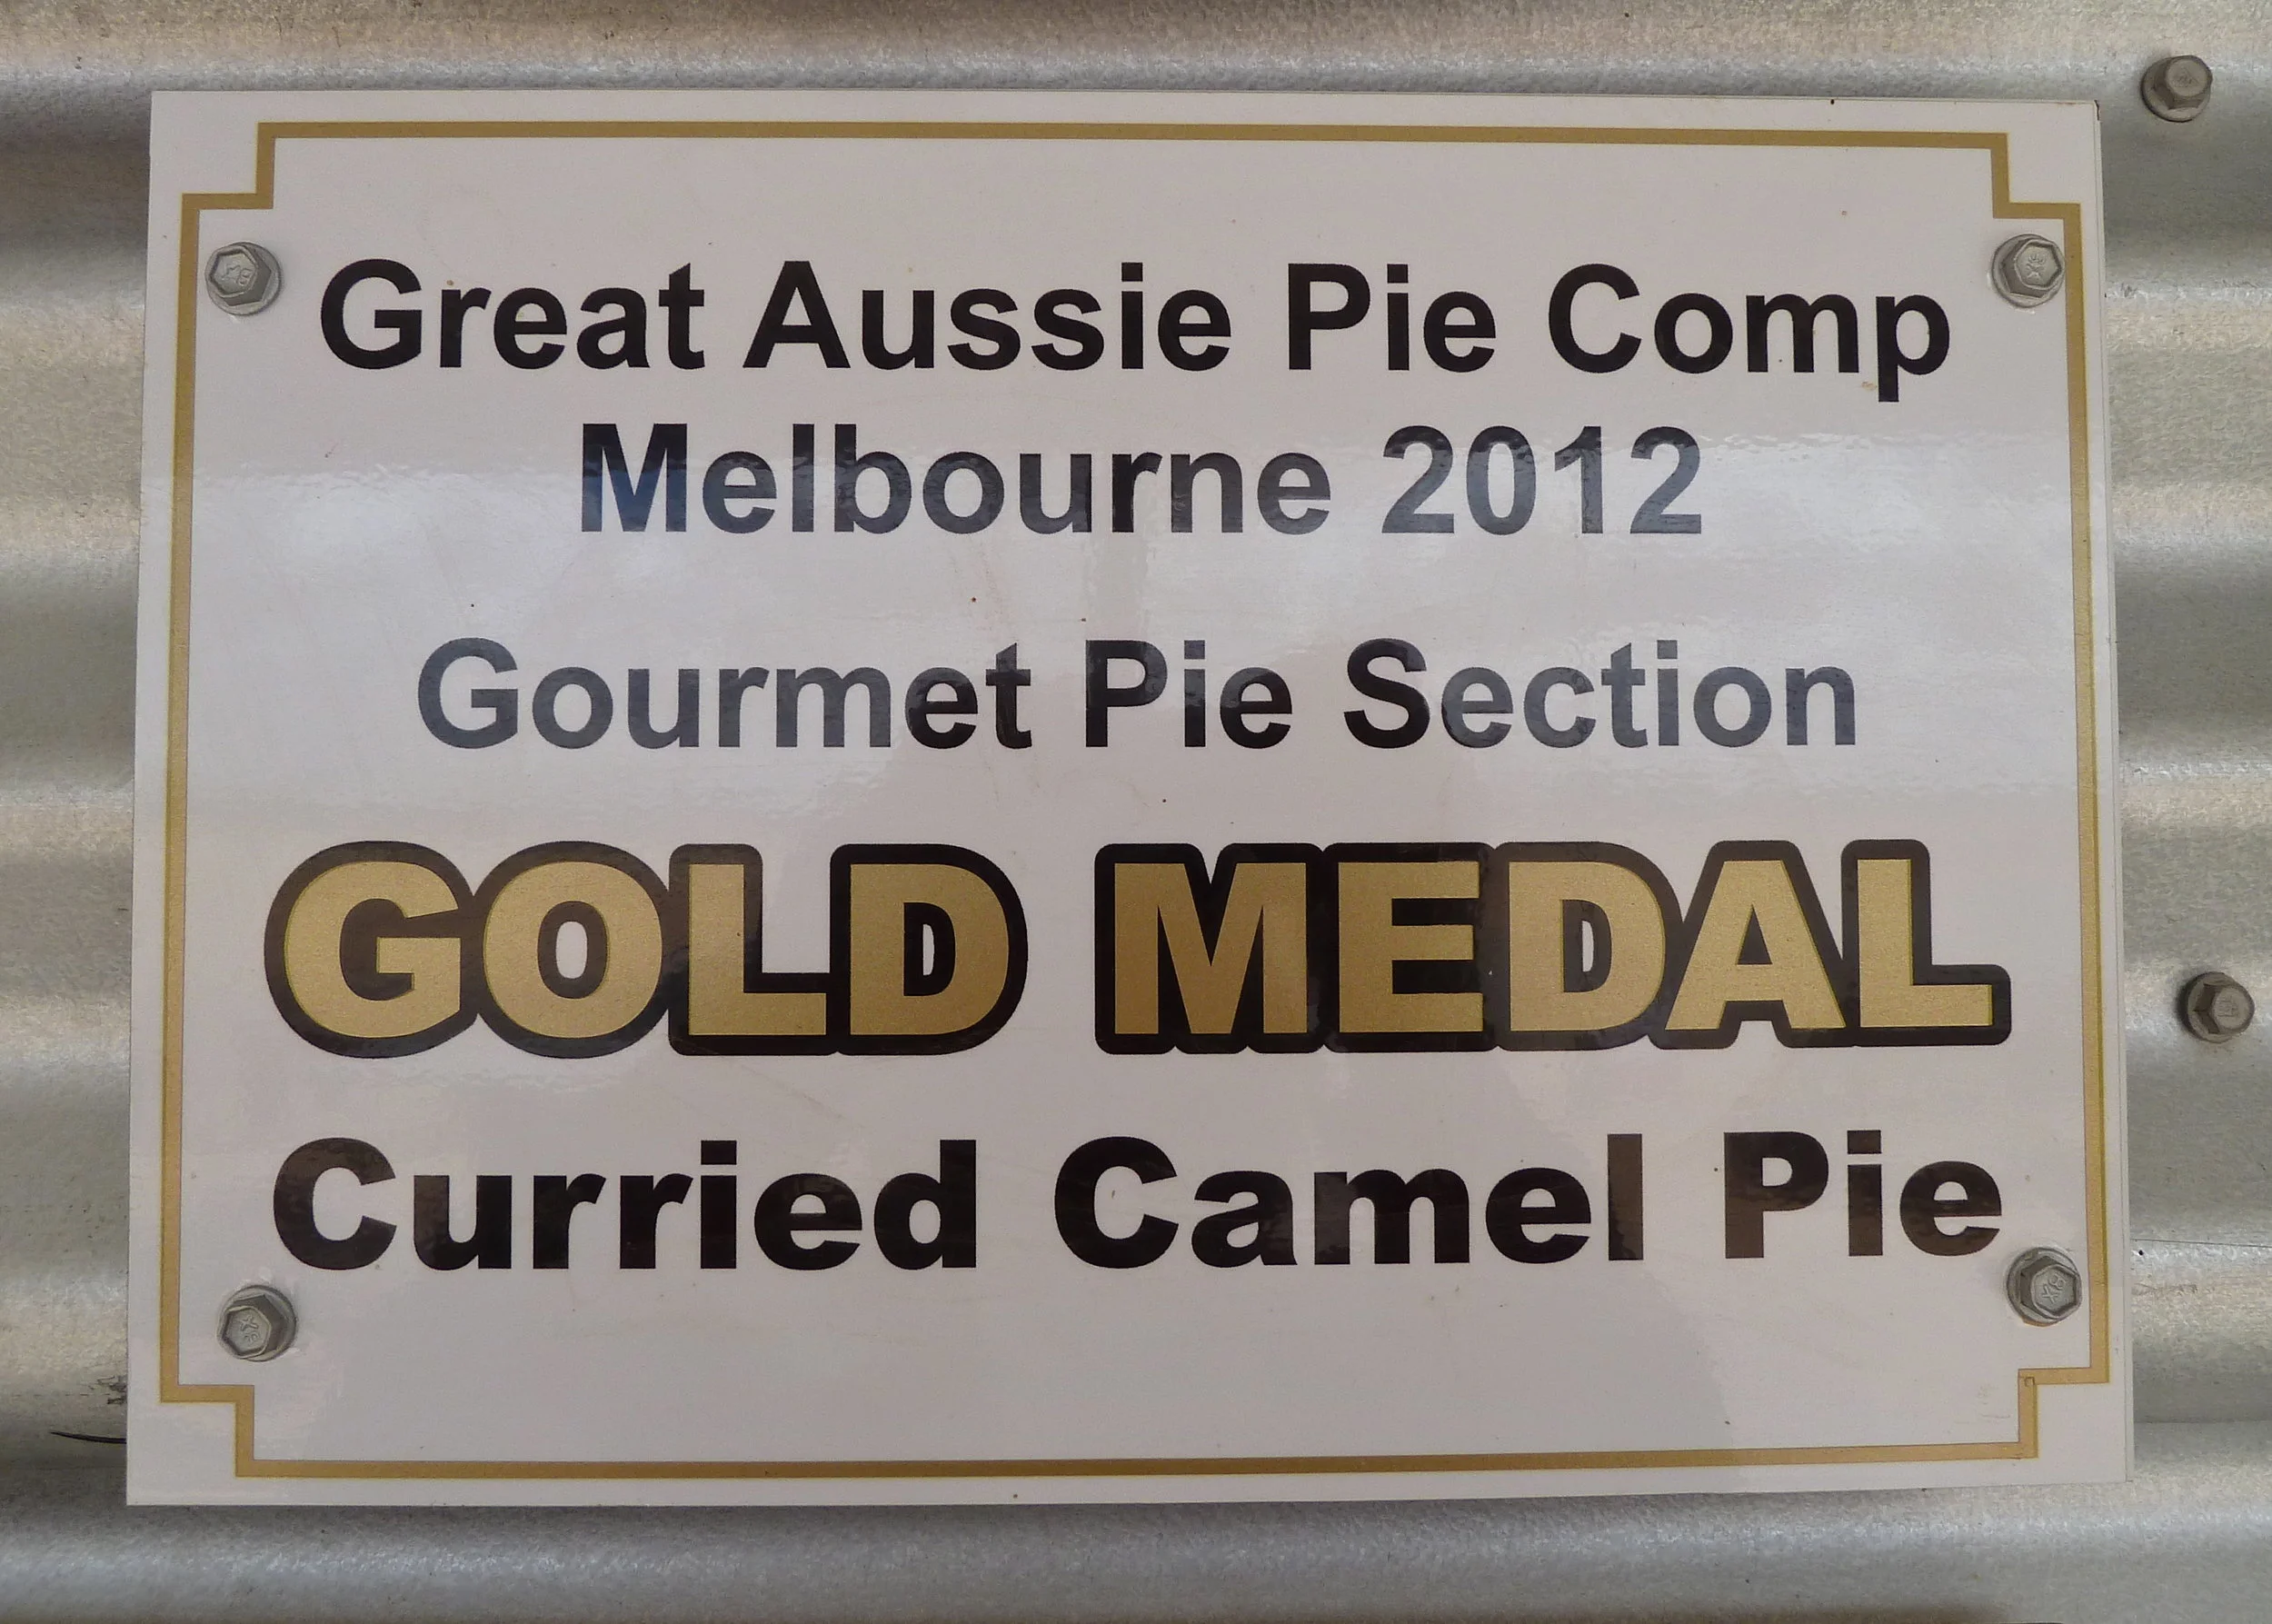 Great Aussie Pie Comp
Melbourne 2012
Gourmet Pie Section
GOLD MEDAL
Curried Camel Pie